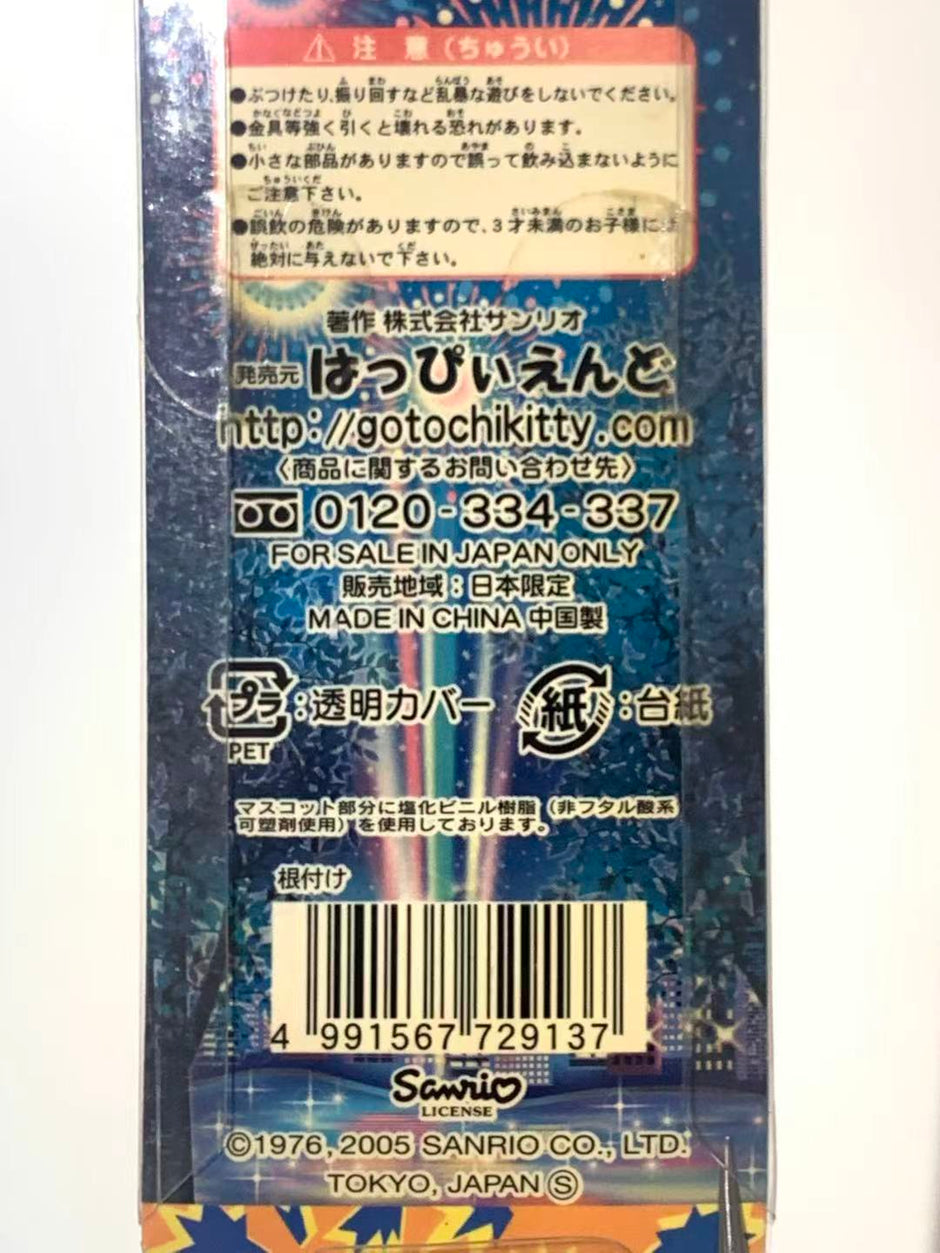 ⚠ 注 意 (ちゅうい)
●ぶつけたり、振り回すなど乱暴な遊びをしないでください。
●金具等強く引くと壊れる恐れがあります。
●小さな部品がありますので誤って飲み込まないように
ご注意下さい。
●誤飲の危険がありますので、3才未満のお子様には
絶対に与えないで下さい。
著作 株式会社サンリオ
発売元 はっぴぃえんど
http://gotochikitty.com
〈商品に関するお問い合わせ先〉
0120-334-337
FOR SALE IN JAPAN ONLY
販売地域：日本限定
MADE IN CHINA 中国製
プラ：透明カバー 紙：台紙
PET
マスコット部分に塩化ビニル樹脂（非フタル酸系
可塑剤使用）を使用しております。
根付け
4 991567 729137
Sanrio
LICENSE
©1976, 2005 SANRIO CO., LTD.
TOKYO, JAPAN Ⓢ